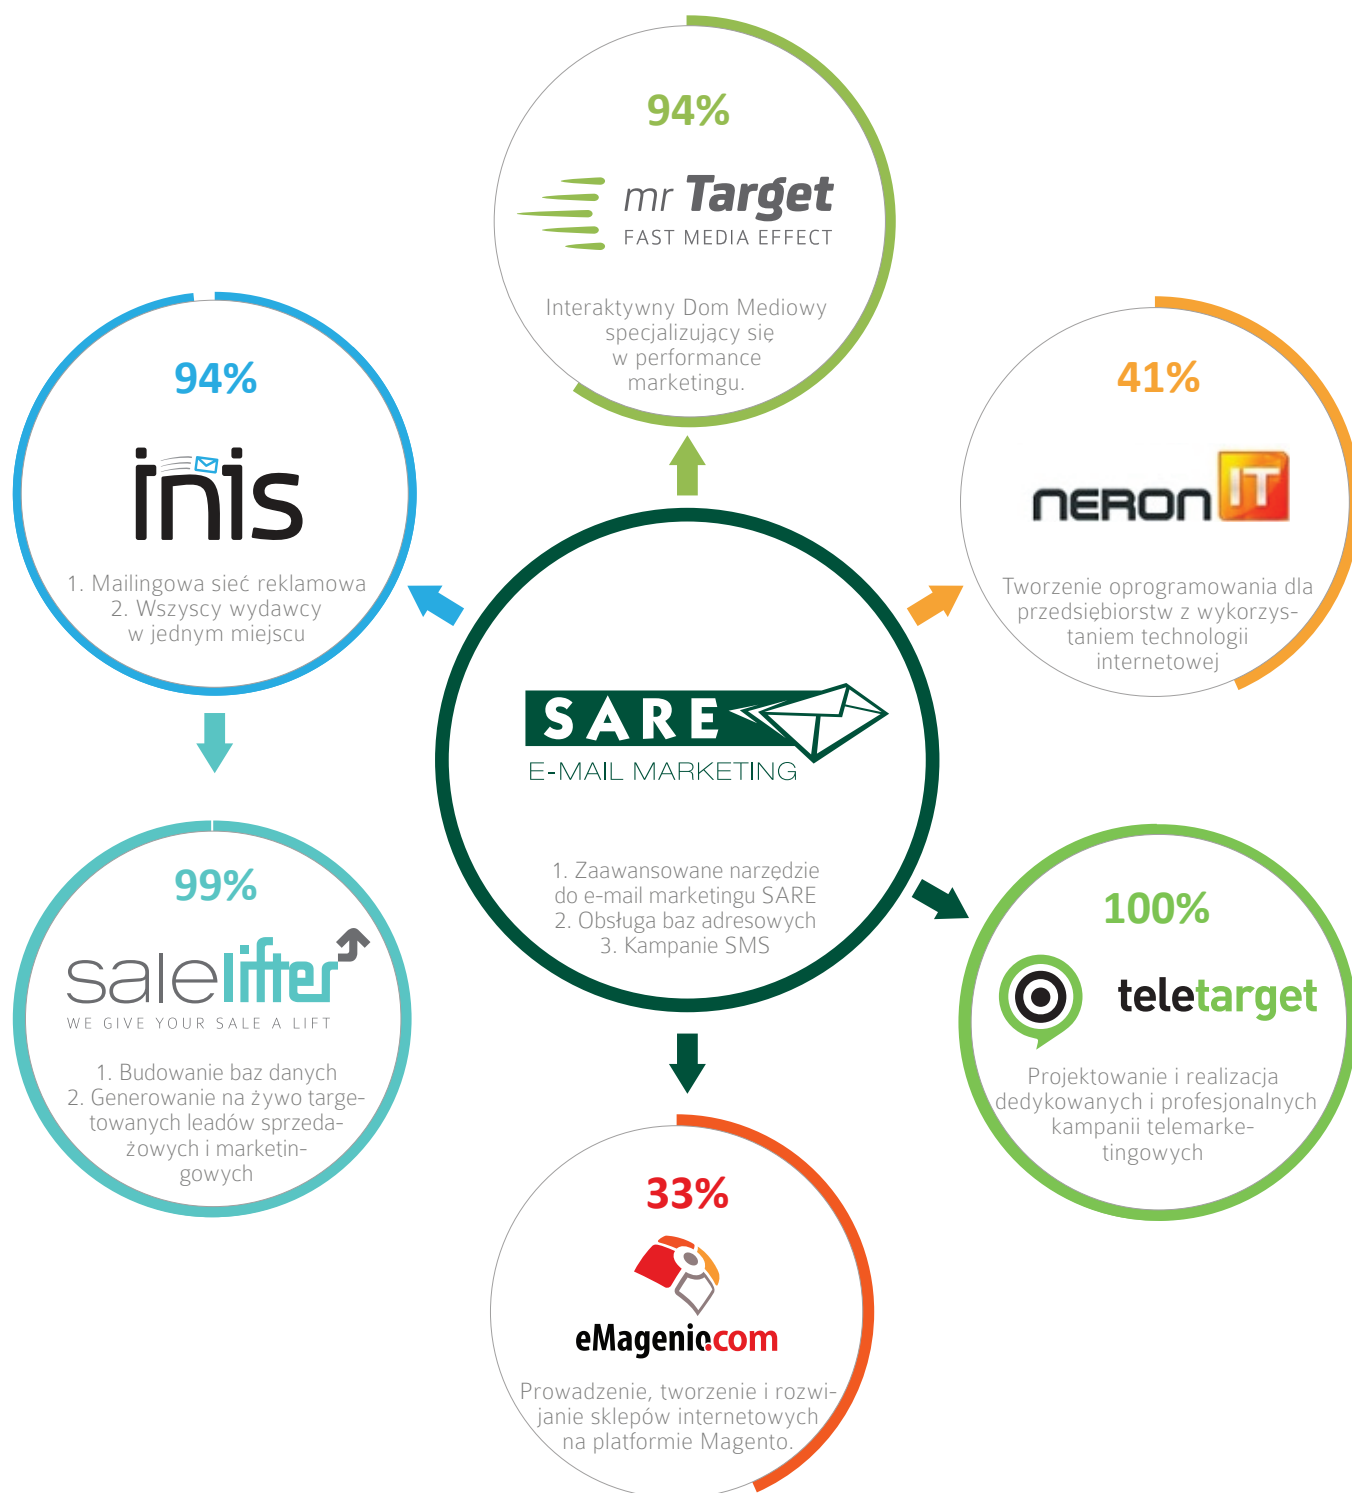 94%
mr Target
FAST MEDIA EFFECT
Interaktywny Dom Mediowy
specjalizujący się
w performance
marketingu.
94%
inis
1. Mailingowa sieć reklamowa
2. Wszyscy wydawcy
w jednym miejscu
41%
NERON IT
Tworzenie oprogramowania dla
przedsiębiorstw z wykorzys-
taniem technologii
internetowej
SARE
E-MAIL MARKETING
1. Zaawansowane narzędzie
do e-mail marketingu SARE
2. Obsługa baz adresowych
3. Kampanie SMS
99%
salelifter
WE GIVE YOUR SALE A LIFT
1. Budowanie baz danych
2. Generowanie na żywo targe-
towanych leadów sprzeda-
żowych i marketin-
gowych
100%
teletarget
Projektowanie i realizacja
dedykowanych i profesjonalnych
kampanii telemarke-
tingowych
33%
eMagenio.com
Prowadzenie, tworzenie i rozwi-
janie sklepów internetowych
na platformie Magento.